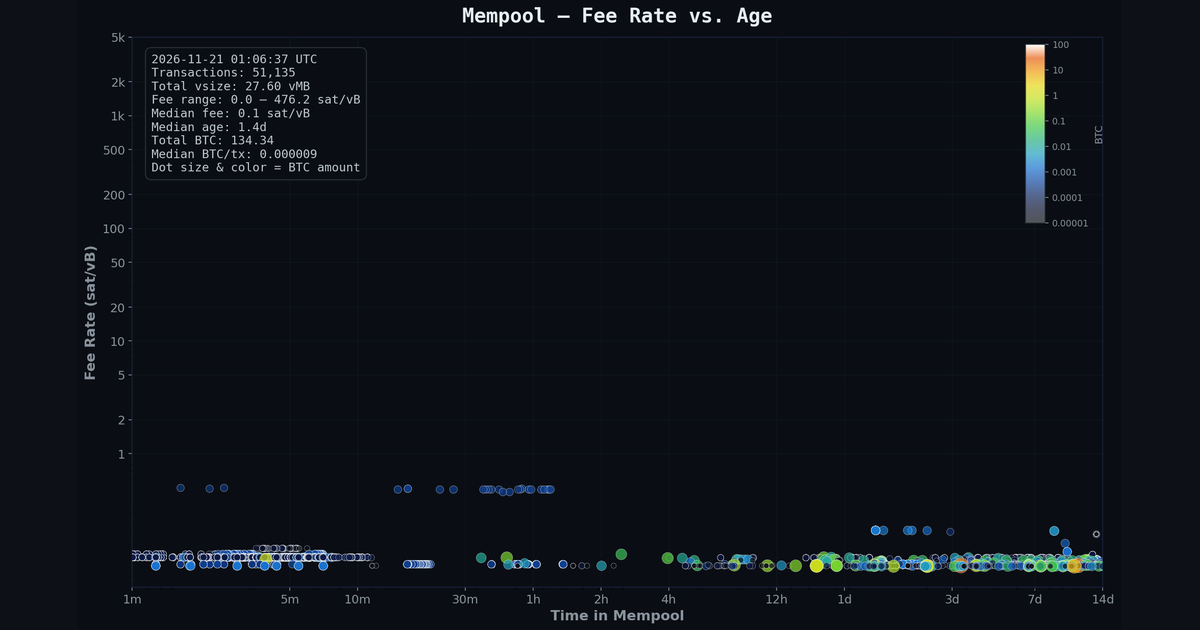 Mempool — Fee Rate vs. Age
2026-11-21 01:06:37 UTC
Transactions: 51,135
Total vsize: 27.60 vMB
Fee range: 0.0 – 476.2 sat/vB
Median fee: 0.1 sat/vB
Median age: 1.4d
Total BTC: 134.34
Median BTC/tx: 0.000009
Dot size & color = BTC amount
100
10
1
0.1
0.01
0.001
0.0001
0.00001
BTC
Fee Rate (sat/vB)
5k
2k
1k
500
200
100
50
20
10
5
2
1
1m 5m 10m 30m 1h 2h 4h 12h 1d 3d 7d 14d
Time in Mempool